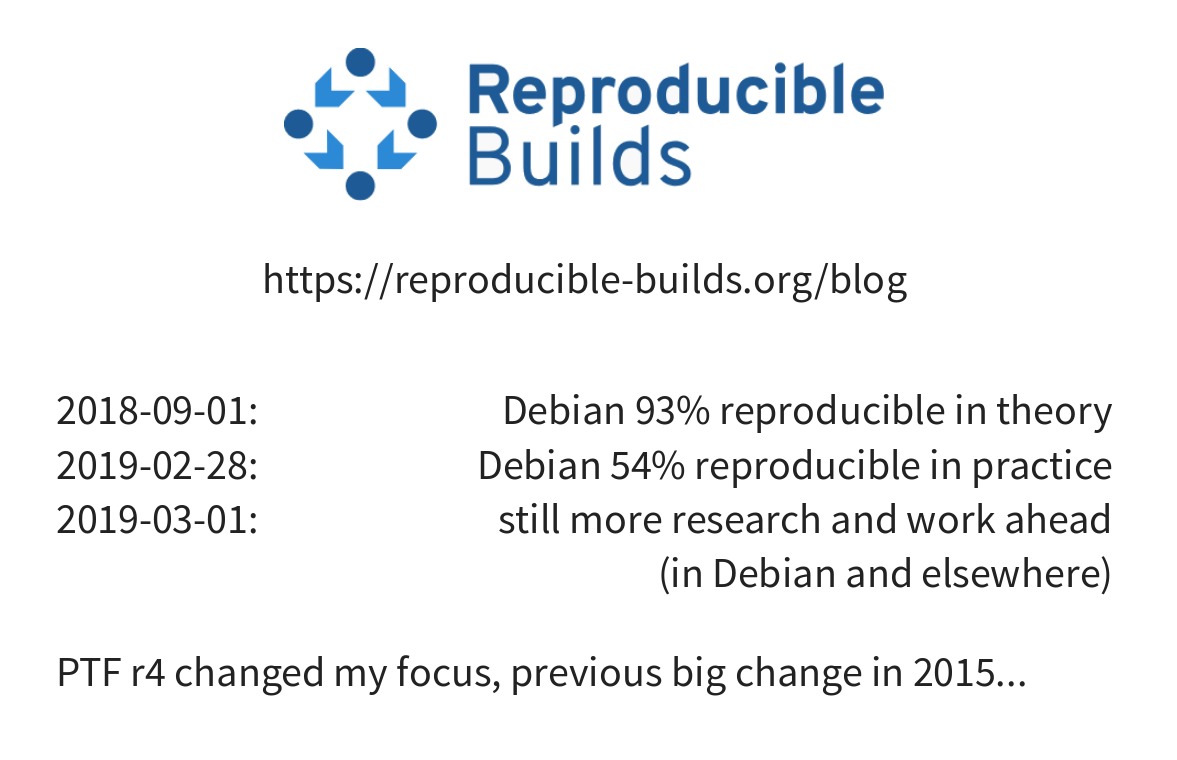 Reproducible
Builds
https://reproducible-builds.org/blog
2018-09-01: Debian 93% reproducible in theory
2019-02-28: Debian 54% reproducible in practice
2019-03-01: still more research and work ahead
(in Debian and elsewhere)
PTF r4 changed my focus, previous big change in 2015...